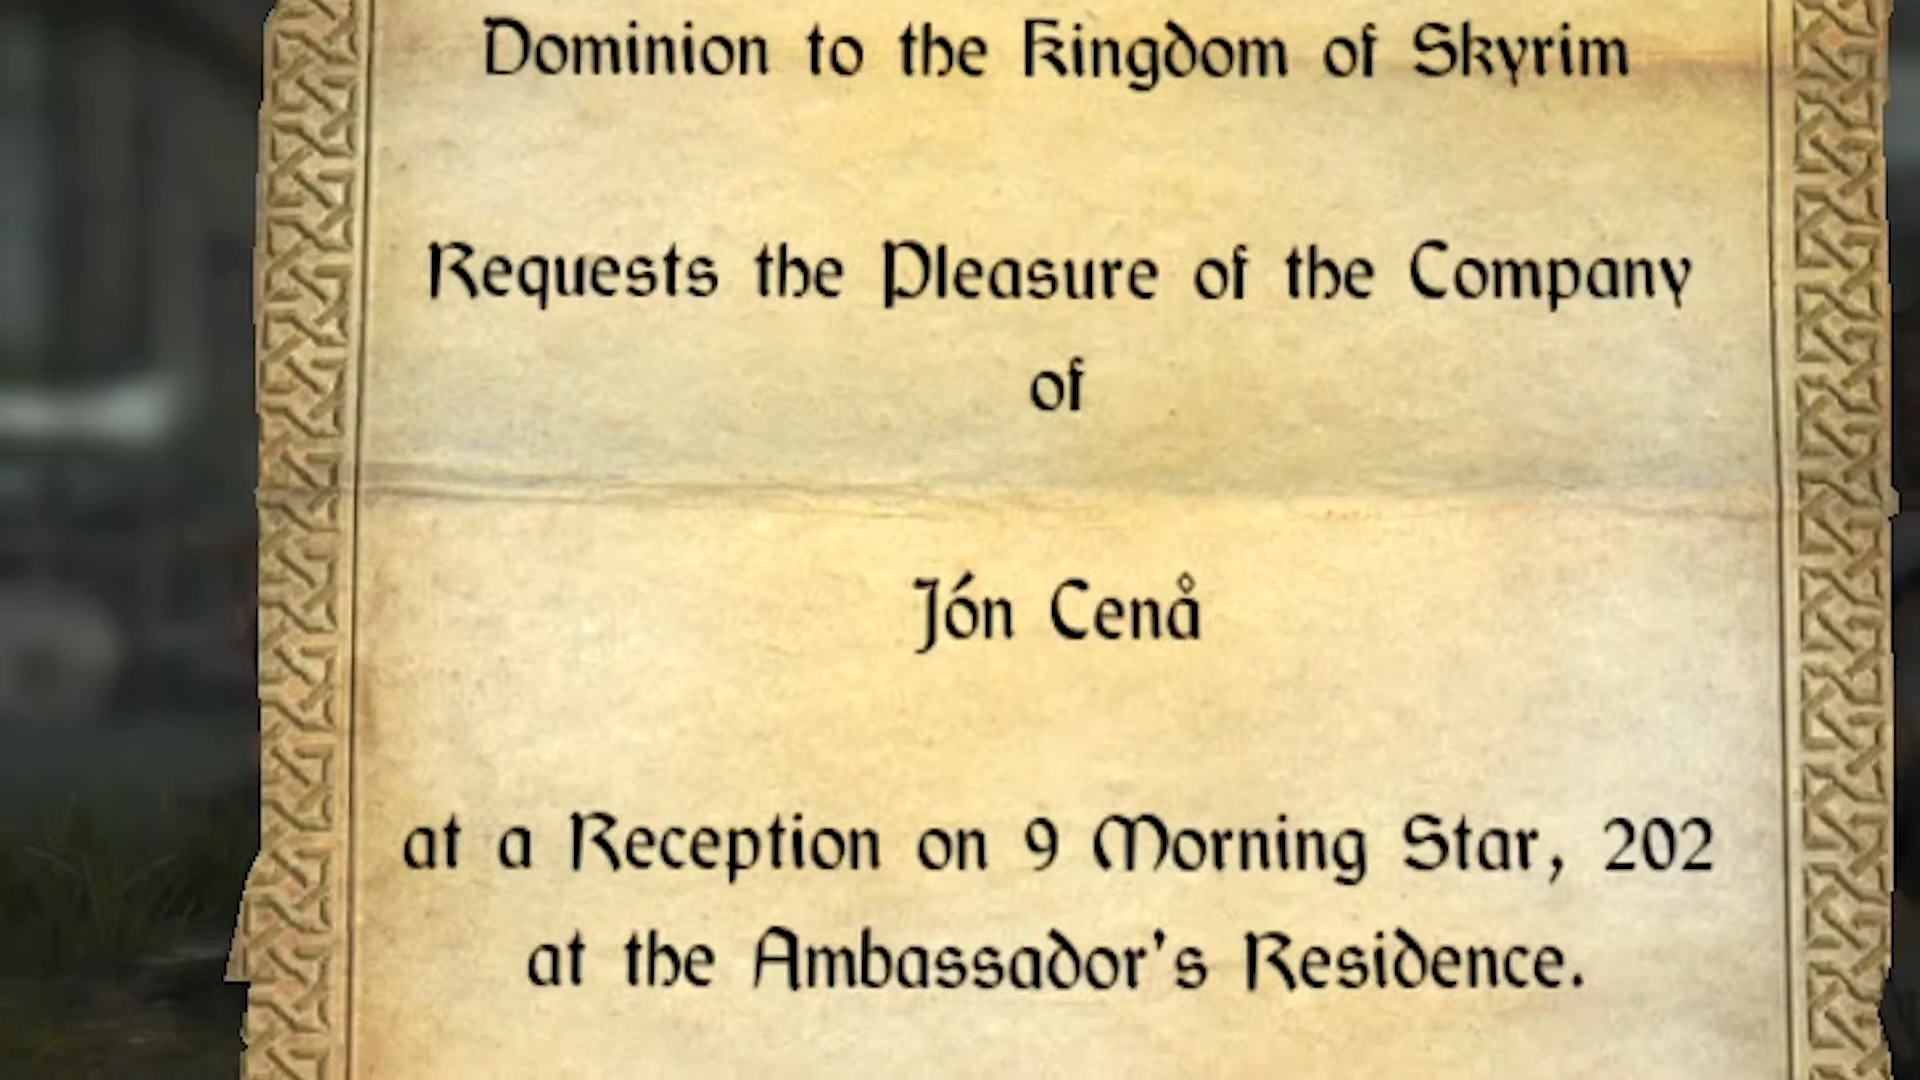 Dominion to the Kingdom of Skyrim
Requests the Pleasure of the Company
of
Jón Cenå
at a Reception on 9 Morning Star, 202
at the Ambassador's Residence.